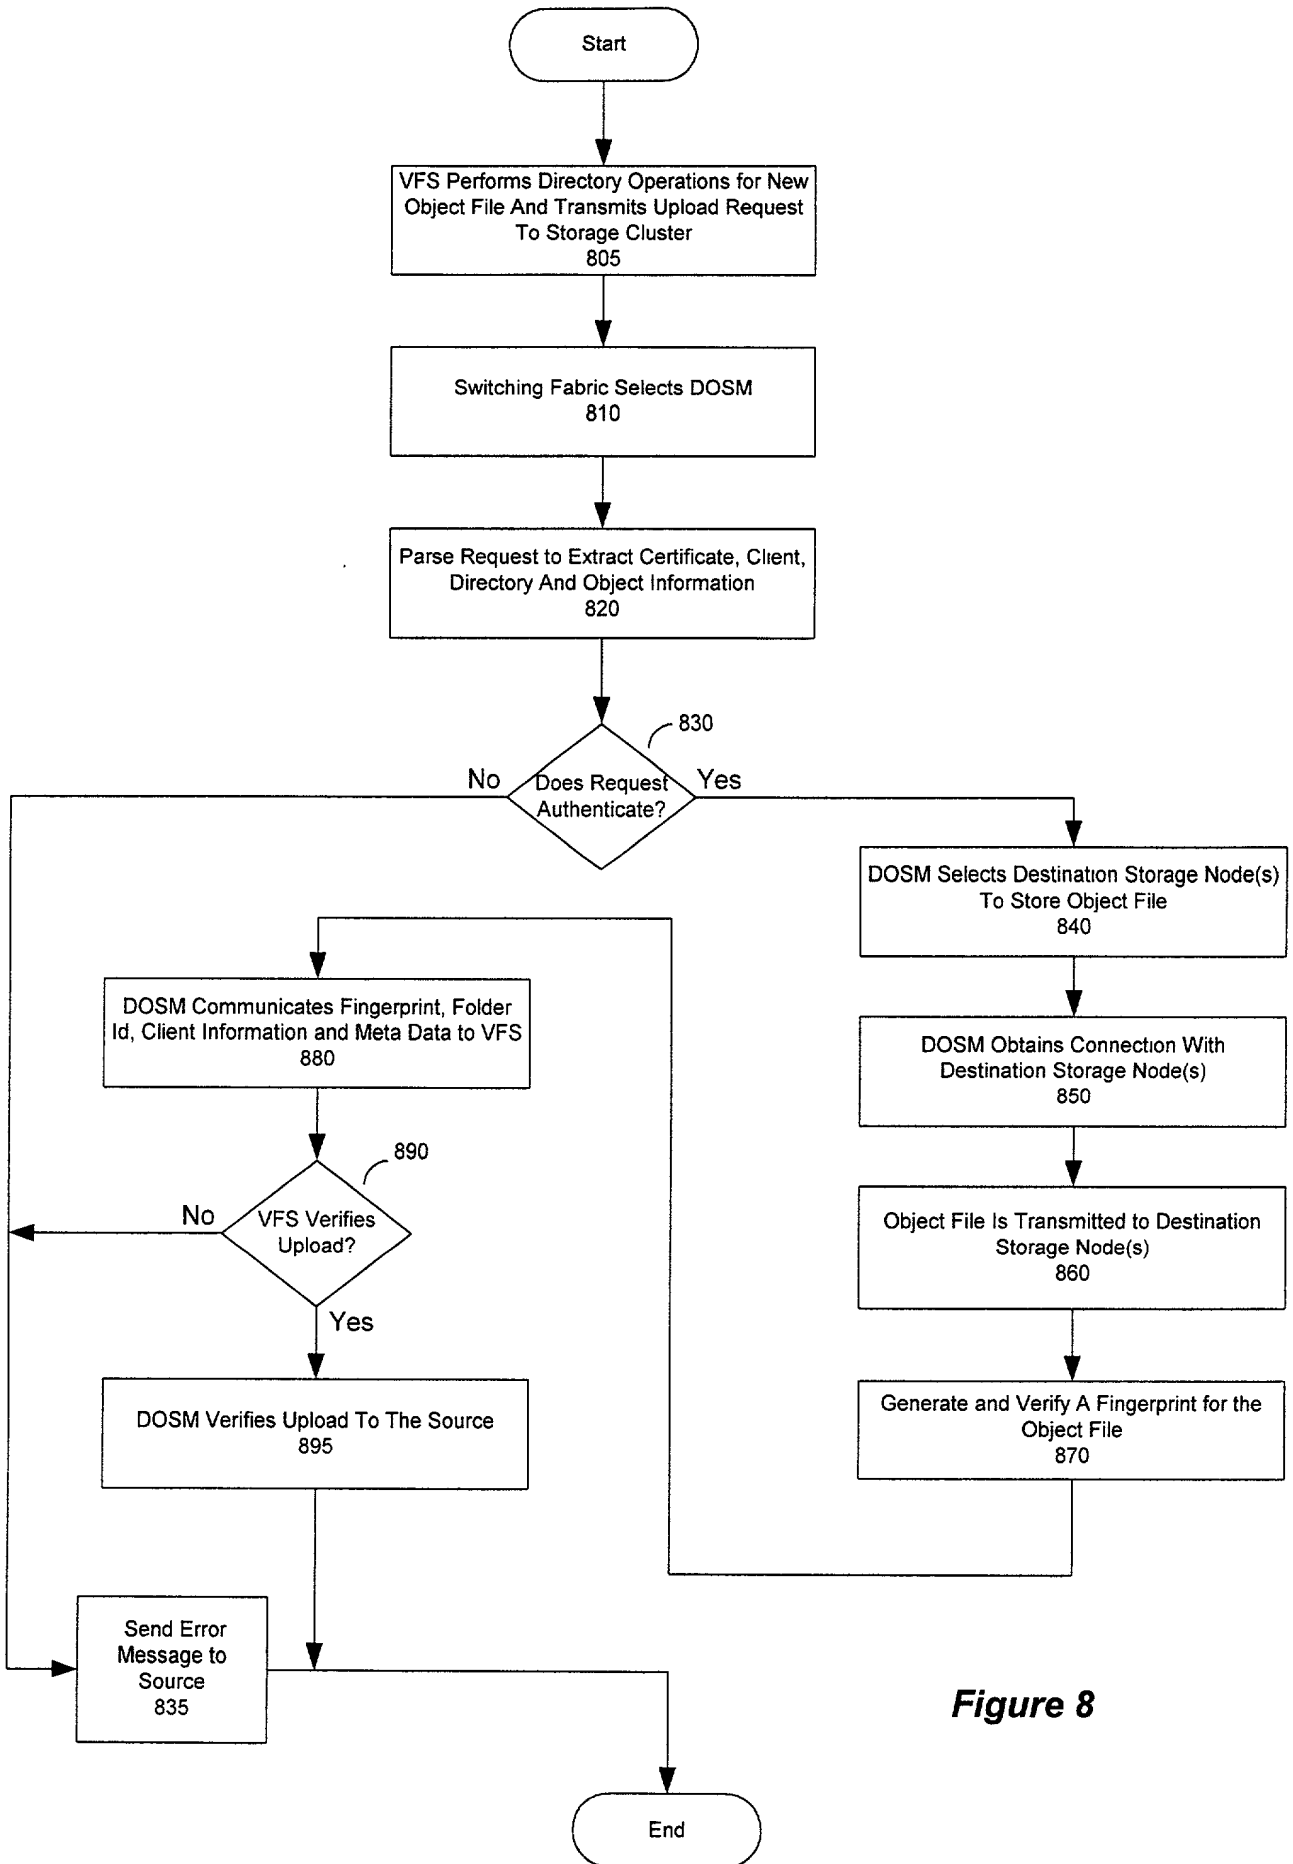 Start
VFS Performs Directory Operations for New
Object File And Transmits Upload Request
To Storage Cluster
805
Switching Fabric Selects DOSM
810
Parse Request to Extract Certificate, Client,
Directory And Object Information
820
830
No
Does Request
Authenticate?
Yes
DOSM Selects Destination Storage Node(s)
To Store Object File
840
DOSM Obtains Connection With
Destination Storage Node(s)
850
Object File Is Transmitted to Destination
Storage Node(s)
860
Generate and Verify A Fingerprint for the
Object File
870
DOSM Communicates Fingerprint, Folder
Id, Client Information and Meta Data to VFS
880
890
No
VFS Verifies
Upload?
Yes
DOSM Verifies Upload To The Source
895
Send Error
Message to
Source
835
Figure 8
End